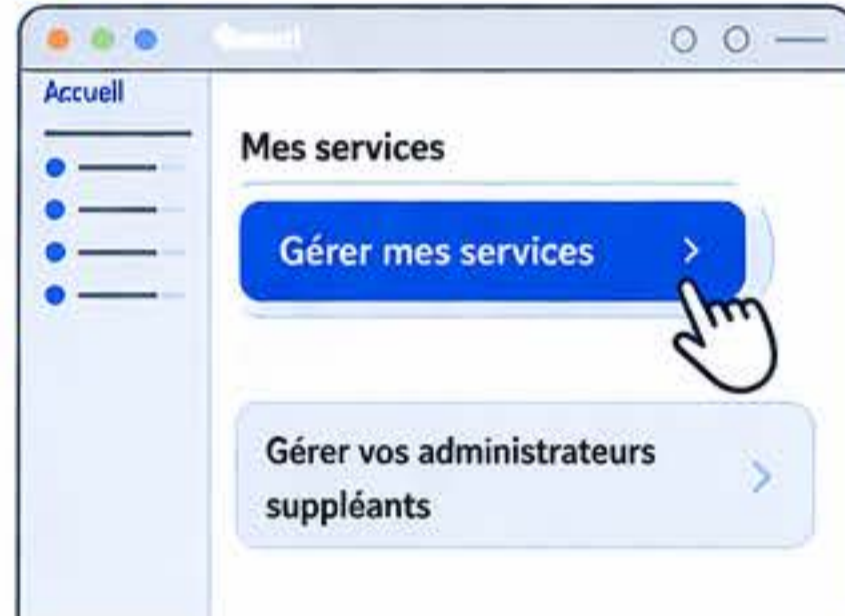 Accueil
Mes services
Gérer mes services
Gérer vos administrateurs
suppléants